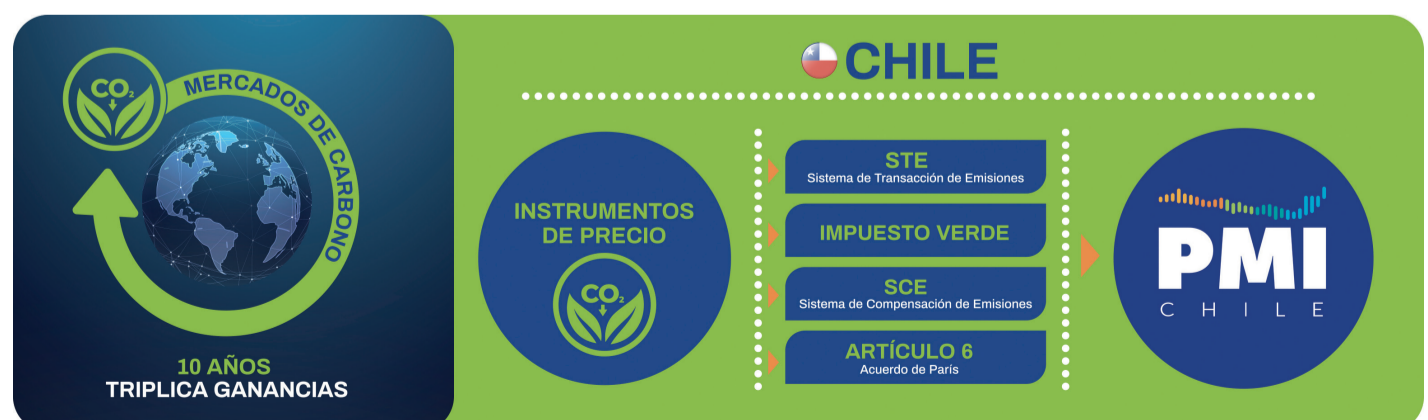 CO₂
MERCADOS DE CARBONO
10 AÑOS
TRIPLICA GANANCIAS
CHILE
INSTRUMENTOS
DE PRECIO
CO₂
STE
Sistema de Transacción de Emisiones
IMPUESTO VERDE
SCE
Sistema de Compensación de Emisiones
ARTÍCULO 6
Acuerdo de París
PMI
CHILE